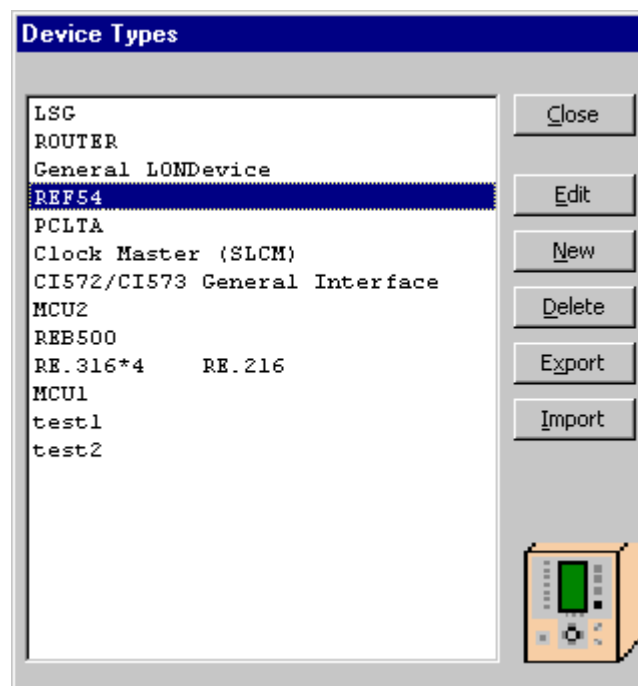 Device Types
LSG
ROUTER
General LONDevice
REF54
PCLTA
Clock Master (SLCM)
CI572/CI573 General Interface
MCU2
REB500
RE.316*4 RE.216
MCU1
test1
test2
Close
Edit
New
Delete
Export
Import